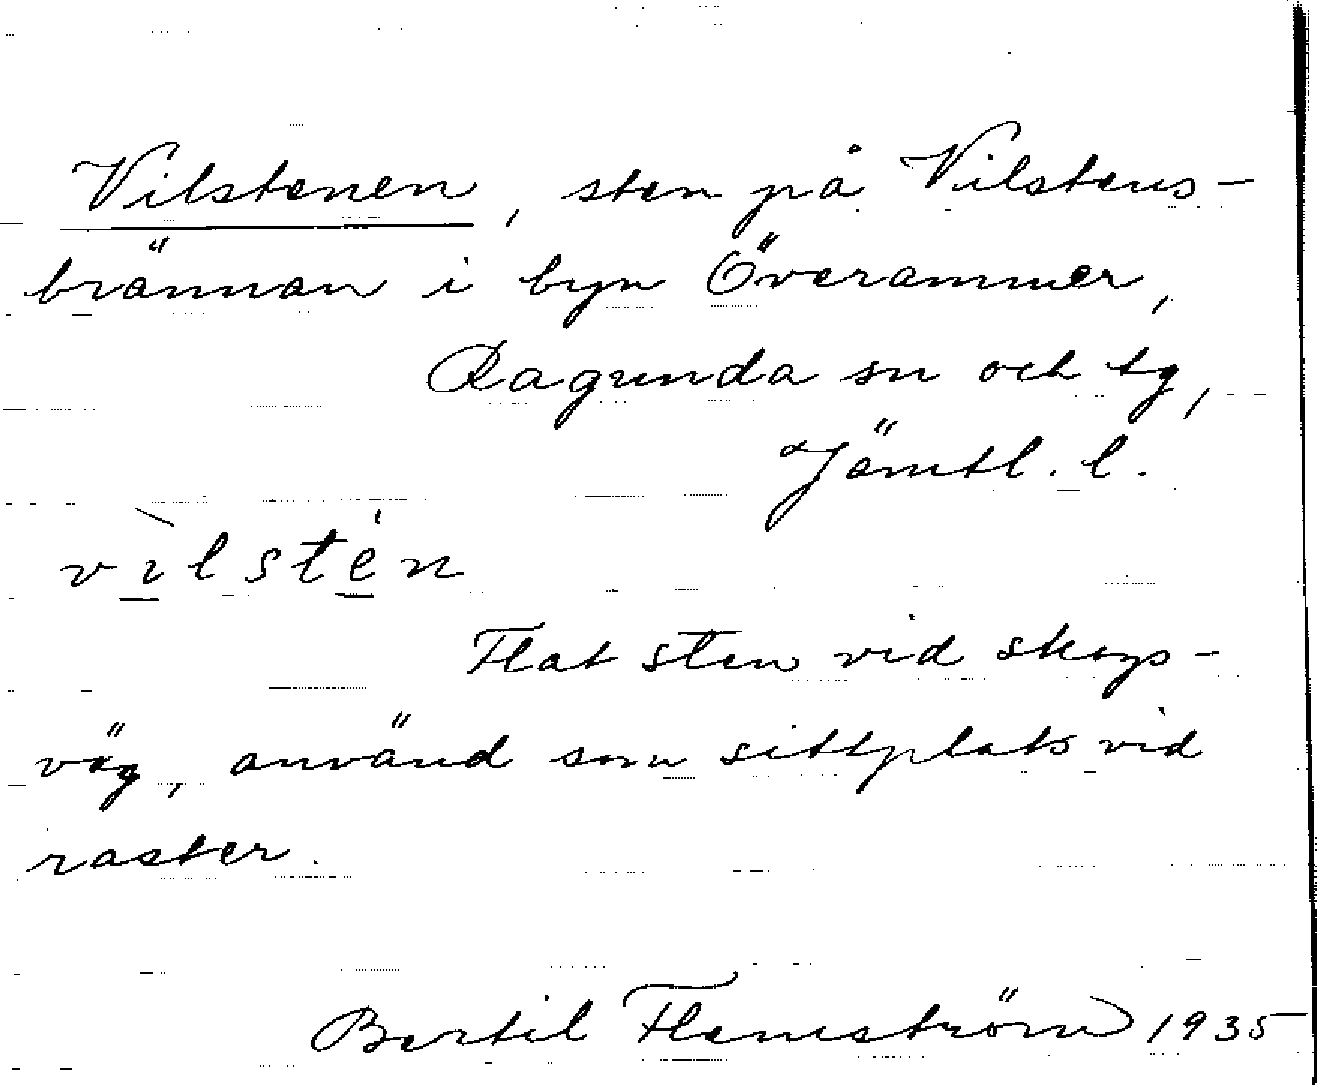 Vilstenen, sten på Vilstens-
brännan i byn Överammer,
Ragunda sn och tg,
Jämtl. l.
vìlstén
Flat sten vid skogs-
väg, använd som sittplats vid
raster.
Bertil Flemström 1935